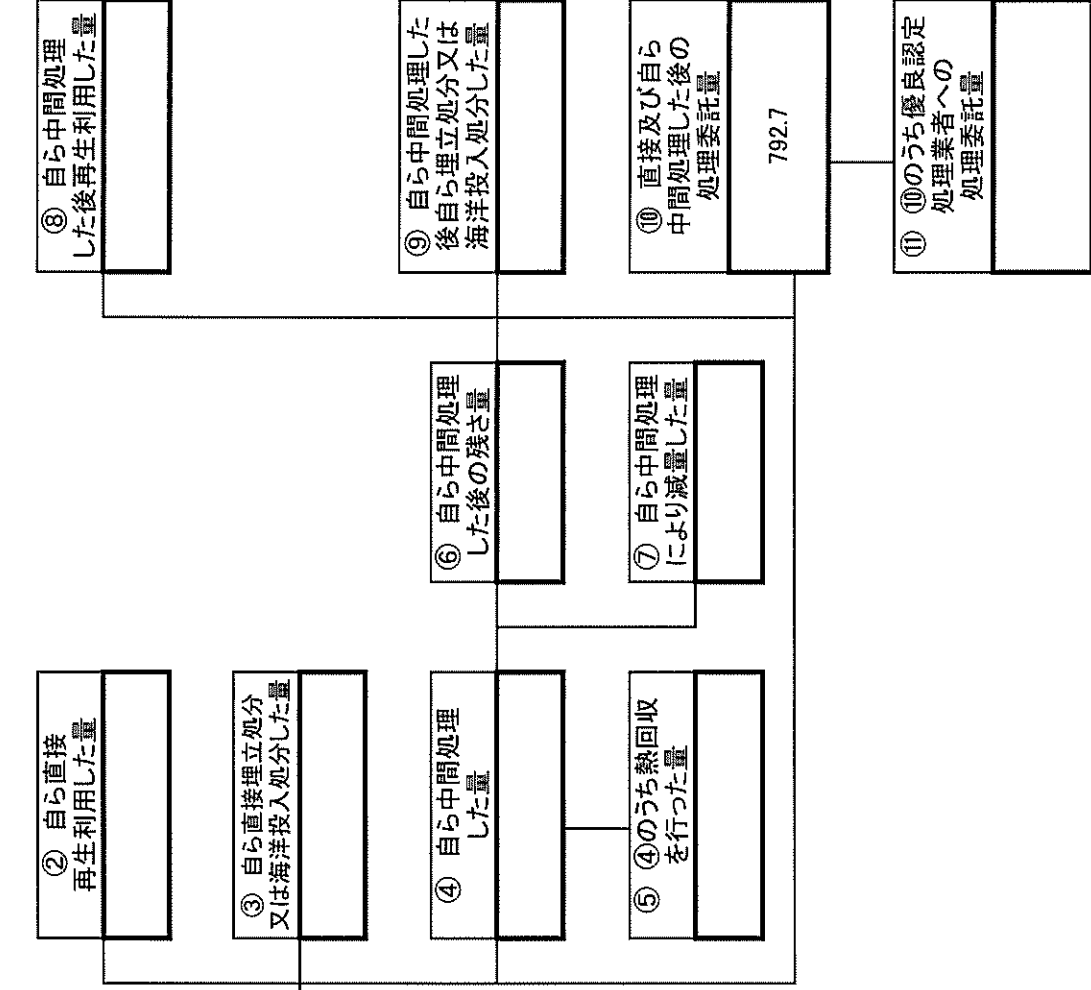 ② 自ら直接
再生利用した量
③ 自ら直接埋立処分
又は海洋投入処分した量
④ 自ら中間処理
した量
⑤ ④のうち熱回収
を行った量
⑥ 自ら中間処理
した後の残さ量
⑦ 自ら中間処理
により減量した量
⑧ 自ら中間処理
した後再生利用した量
⑨ 自ら中間処理した
後自ら埋立処分又は
海洋投入処分した量
⑩ 直接及び自ら
中間処理した後の
処理委託量
792.7
⑪ ⑩のうち優良認定
処理業者への
処理委託量